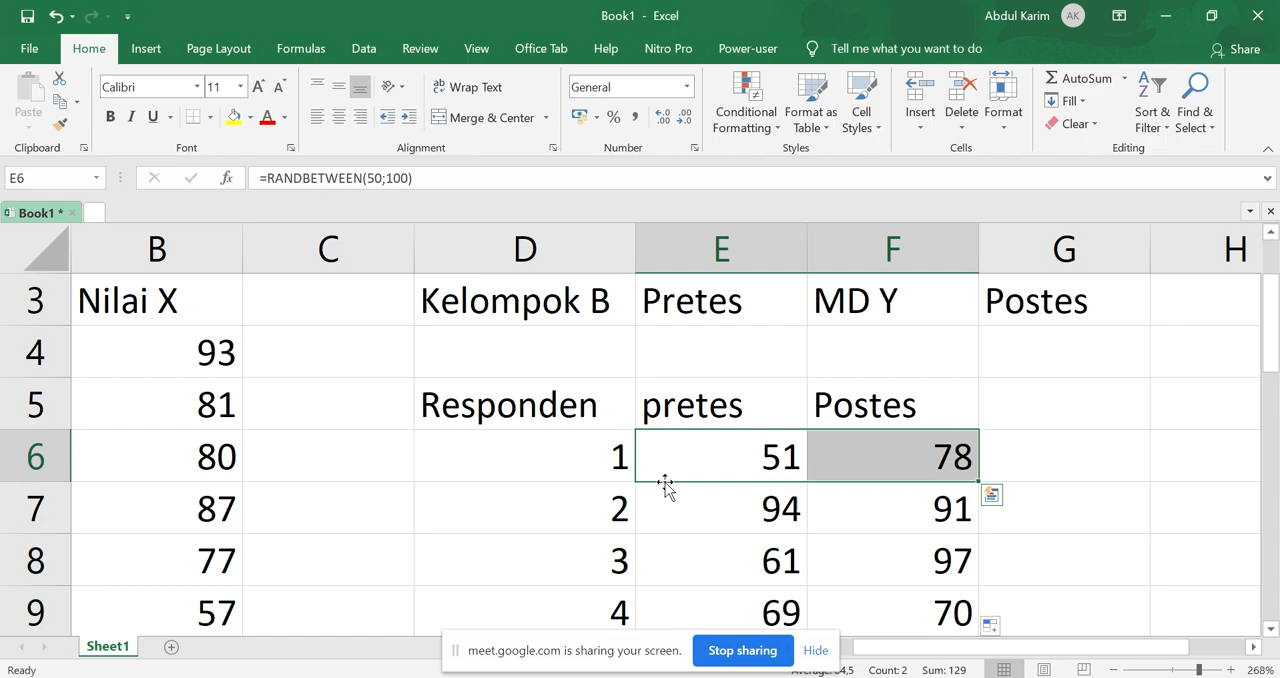 Book1 - Excel
Abdul Karim
AK
File Home Insert Page Layout Formulas Data Review View Office Tab Help Nitro Pro Power-user Tell me what you want to do Share
Paste
Calibri 11
B I U
Wrap Text
Merge & Center
General
Conditional Formatting
Format as Table
Cell Styles
Insert
Delete
Format
AutoSum
Fill
Clear
Sort & Filter
Find & Select
Clipboard Font Alignment Number Styles Cells Editing
E6 fx =RANDBETWEEN(50;100)
Book1 *
B C D E F G H
3 Nilai X Kelompok B Pretes MD Y Postes
4 93
5 81 Responden pretes Postes
6 80 1 51 78
7 87 2 94 91
8 77 3 61 97
9 57 4 69 70
Sheet1
meet.google.com is sharing your screen. Stop sharing Hide
Ready Count: 2 Sum: 129 268%